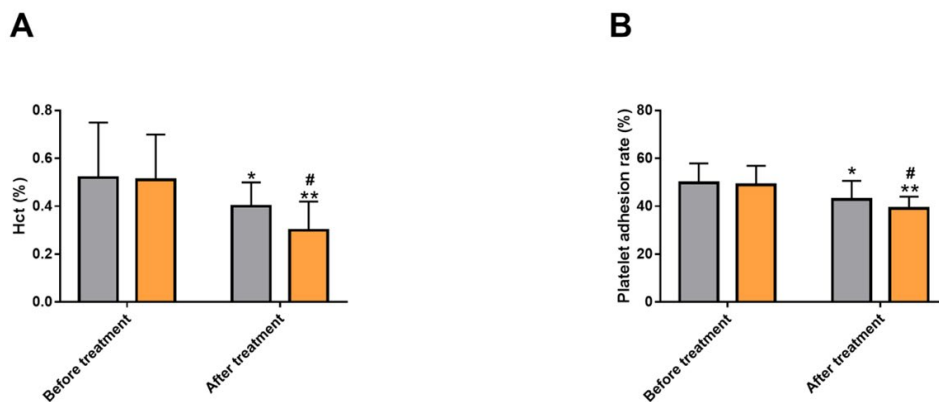 A
Hct (%)
0.8
0.6
0.4
0.2
0.0
*
#
**
Before treatment
After treatment
B
Platelet adhesion rate (%)
80
60
40
20
0
*
#
**
Before treatment
After treatment